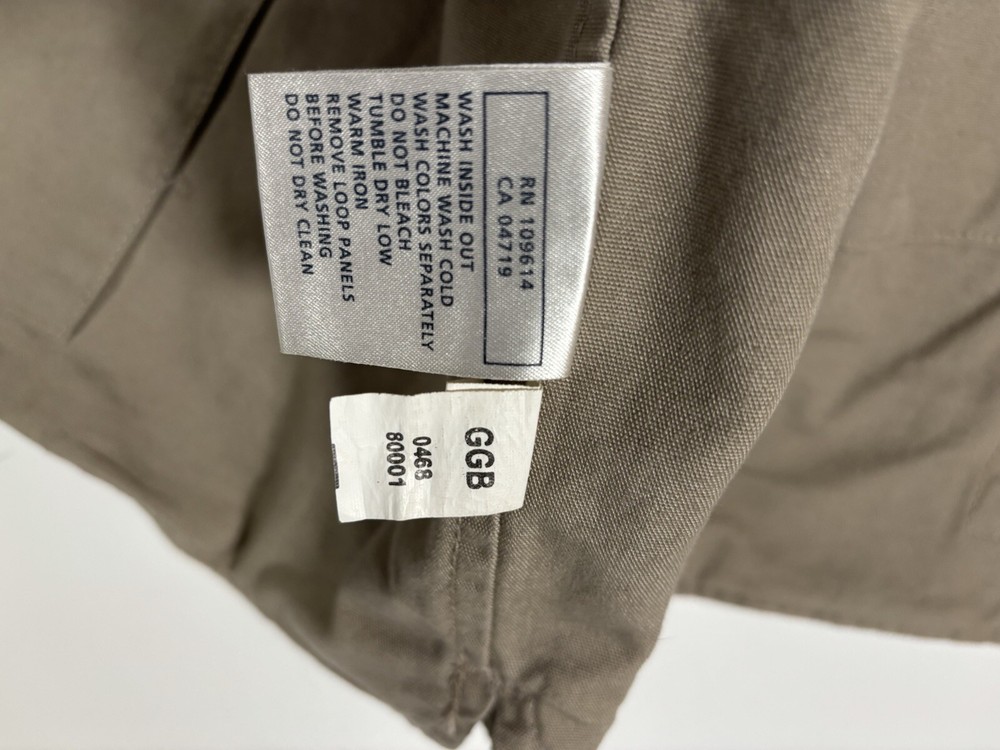 RN 109614
CA 04719
WASH INSIDE OUT
MACHINE WASH COLD
WASH COLORS SEPARATELY
DO NOT BLEACH
TUMBLE DRY LOW
WARM IRON
REMOVE LOOP PANELS
BEFORE WASHING
DO NOT DRY CLEAN
GGB
0468
80001